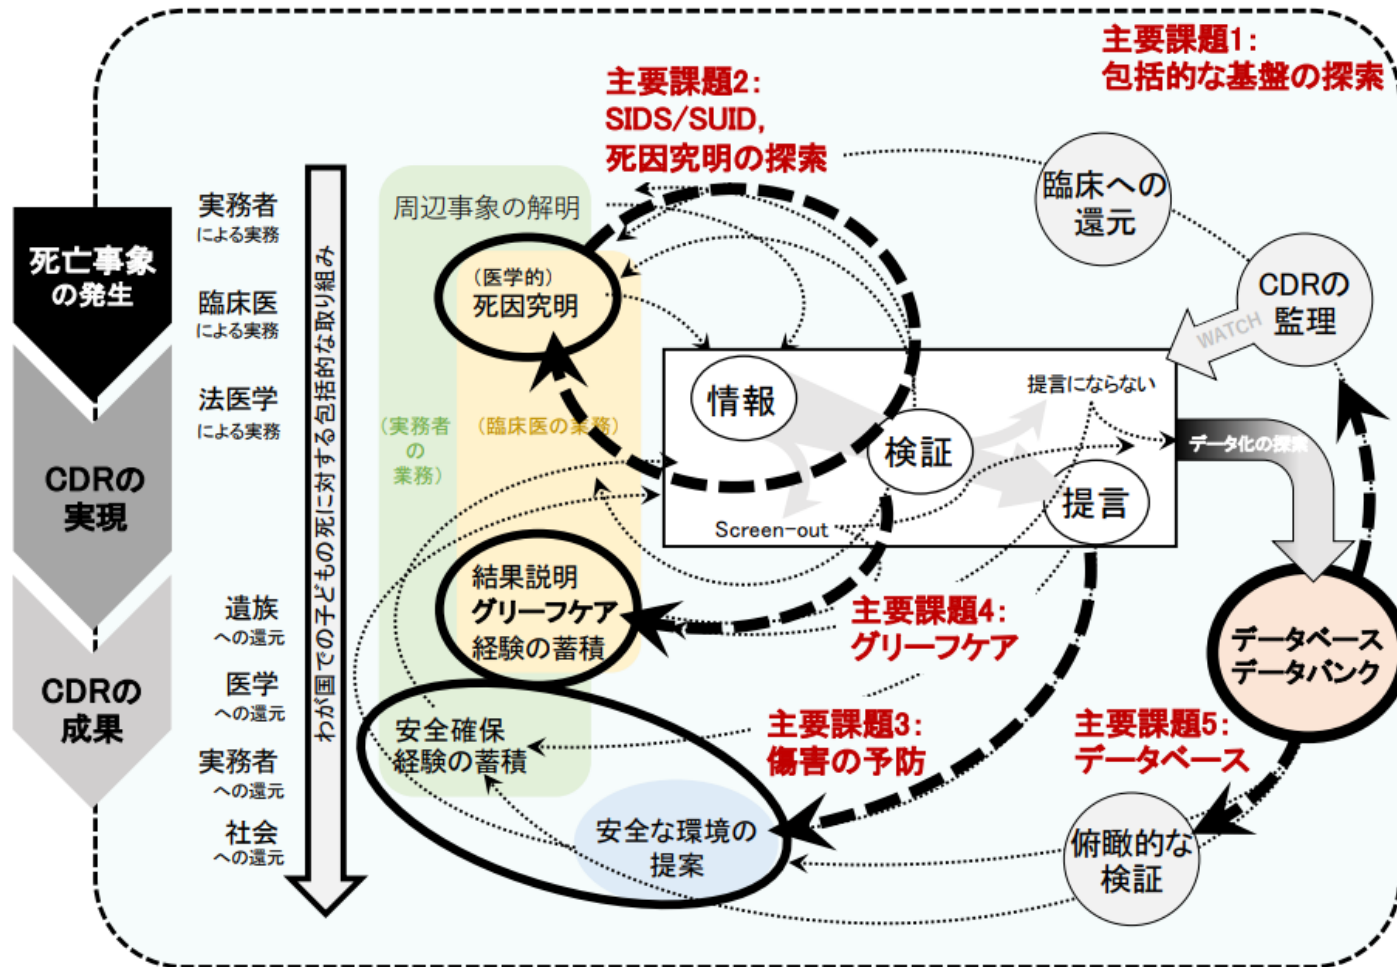 主要課題1：
包括的な基盤の探索
主要課題2：
SIDS/SUID，
死因究明の探索
死亡事象
の発生
CDRの
実現
CDRの
成果
実務者
による実務
臨床医
による実務
法医学
による実務
遺族
への還元
医学
への還元
実務者
への還元
社会
への還元
わが国での子どもの死に対する包括的な取り組み
周辺事象の解明
（医学的）
死因究明
（実務者
の
業務）
（臨床医の業務）
結果説明
グリーフケア
経験の蓄積
安全確保
経験の蓄積
安全な環境の
提案
情報
検証
提言
提言にならない
Screen-out
臨床への
還元
CDRの
監理
WATCH
データ化の探索
データベース
データバンク
主要課題4：
グリーフケア
主要課題3：
傷害の予防
主要課題5：
データベース
俯瞰的な
検証